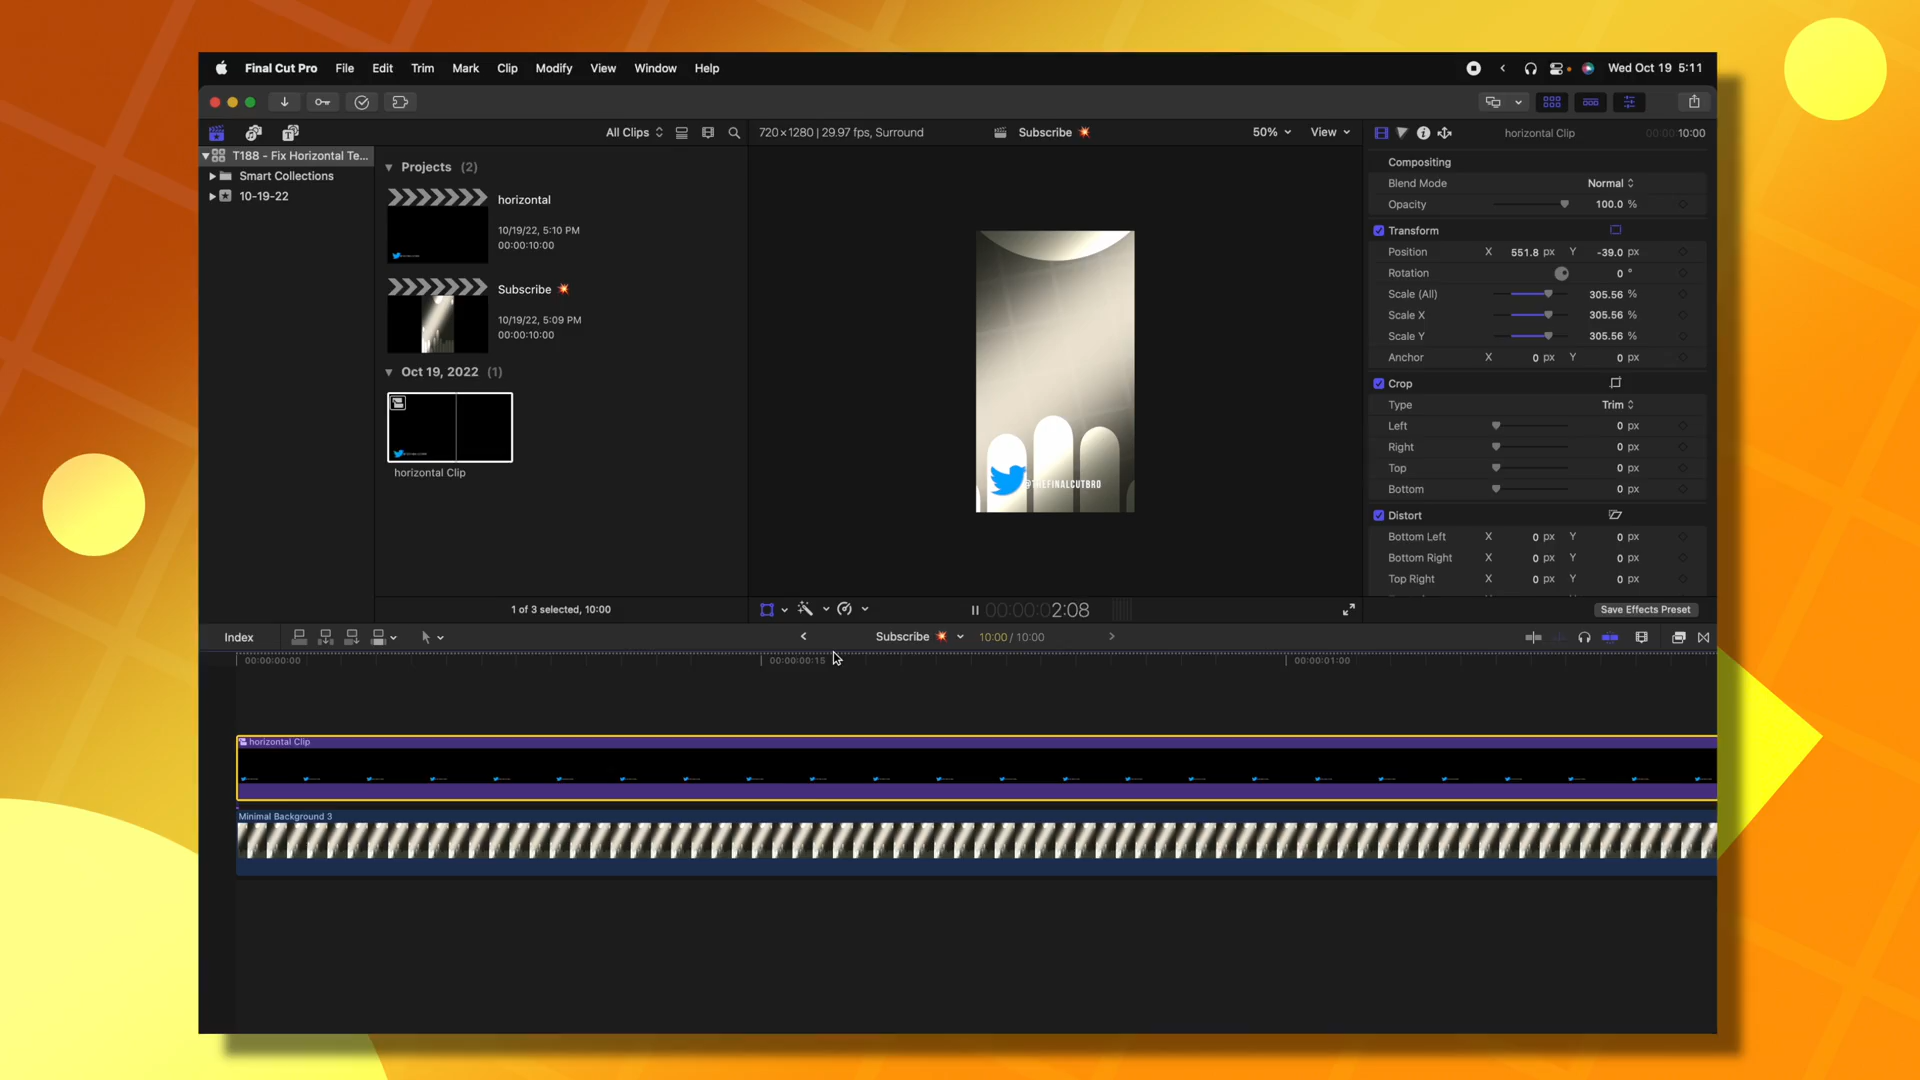 Final Cut Pro File Edit Trim Mark Clip Modify View Window Help Wed Oct 19 5:11
All Clips 720×1280 | 29.97 fps, Surround Subscribe 💥 50% View horizontal Clip 00:00:10:00
T188 - Fix Horizontal Te...
Smart Collections
10-19-22
Projects (2)
horizontal
10/19/22, 5:10 PM
00:00:10:00
Subscribe 💥
10/19/22, 5:09 PM
00:00:10:00
Oct 19, 2022 (1)
horizontal Clip
1 of 3 selected, 10:00
@THEFINALCUTBRO
00:00:02:08
Compositing
Blend Mode Normal
Opacity 100.0 %
Transform
Position X 551.8 px Y -39.0 px
Rotation 0 °
Scale (All) 305.56 %
Scale X 305.56 %
Scale Y 305.56 %
Anchor X 0 px Y 0 px
Crop
Type Trim
Left 0 px
Right 0 px
Top 0 px
Bottom 0 px
Distort
Bottom Left X 0 px Y 0 px
Bottom Right X 0 px Y 0 px
Top Right X 0 px Y 0 px
Save Effects Preset
Index Subscribe 💥 10:00 / 10:00
00:00:00:00 00:00:00:15 00:00:01:00
horizontal Clip
Minimal Background 3